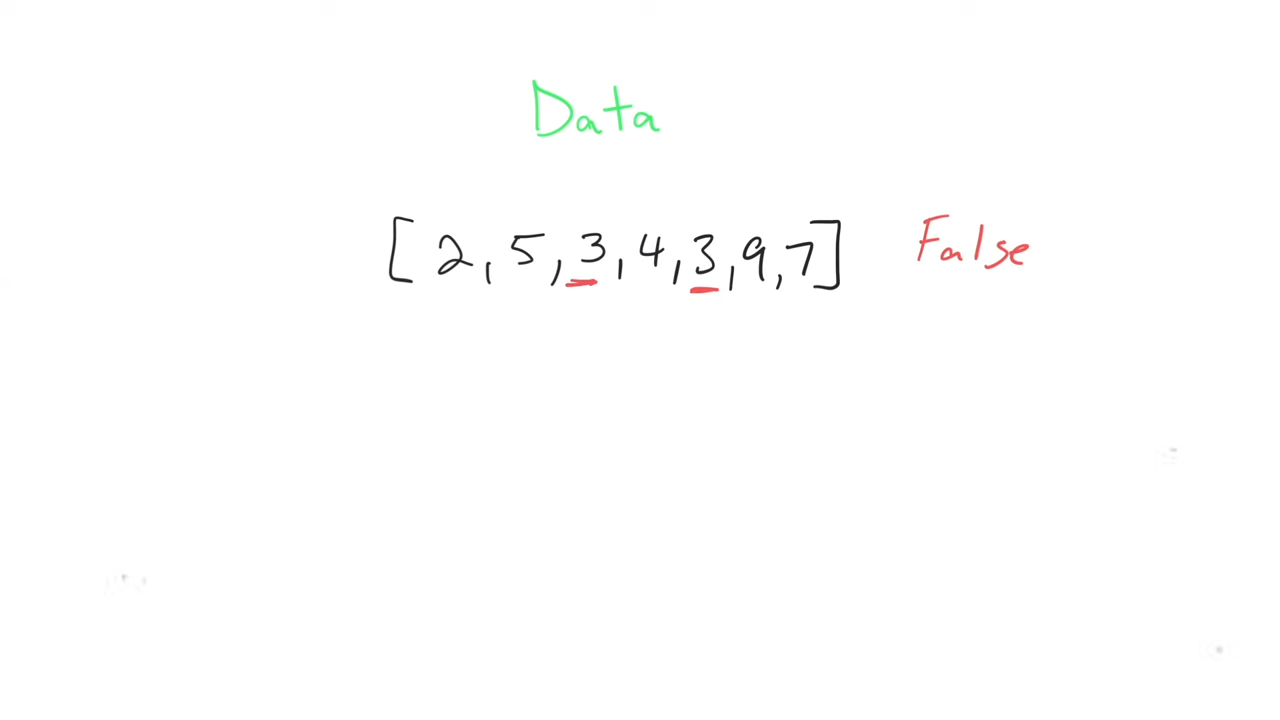 Data
[2, 5, 3, 4, 3, 9, 7] False